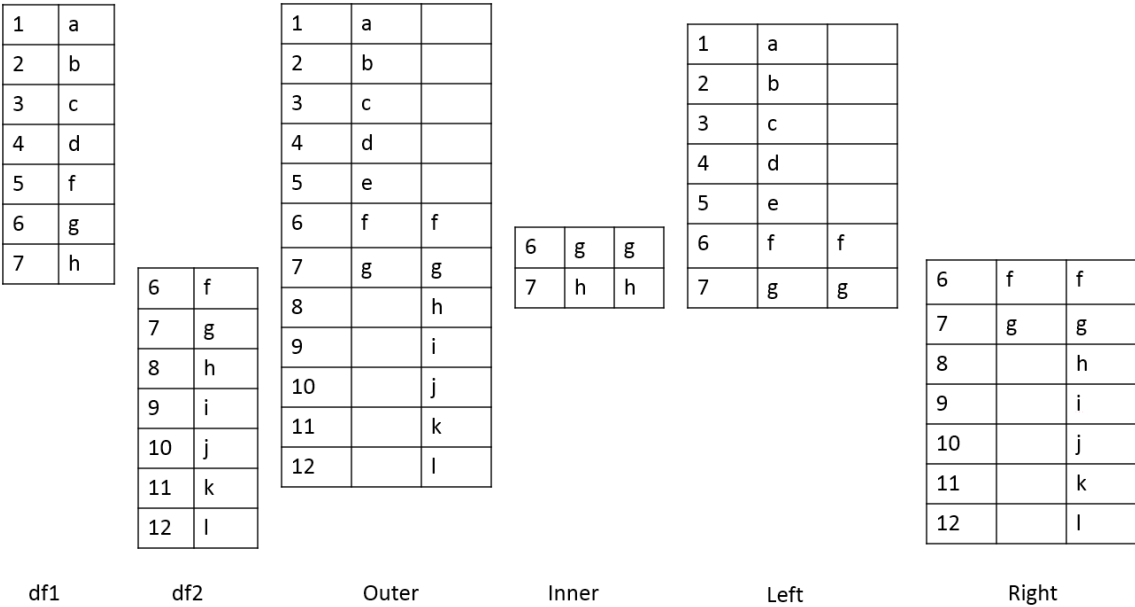 1 a
2 b
3 c
4 d
5 f
6 g
7 h
6 f
7 g
8 h
9 i
10 j
11 k
12 l
1 a
2 b
3 c
4 d
5 e
6 f f
7 g g
8 h
9 i
10 j
11 k
12 l
6 g g
7 h h
1 a
2 b
3 c
4 d
5 e
6 f f
7 g g
6 f f
7 g g
8 h
9 i
10 j
11 k
12 l
df1 df2 Outer Inner Left Right